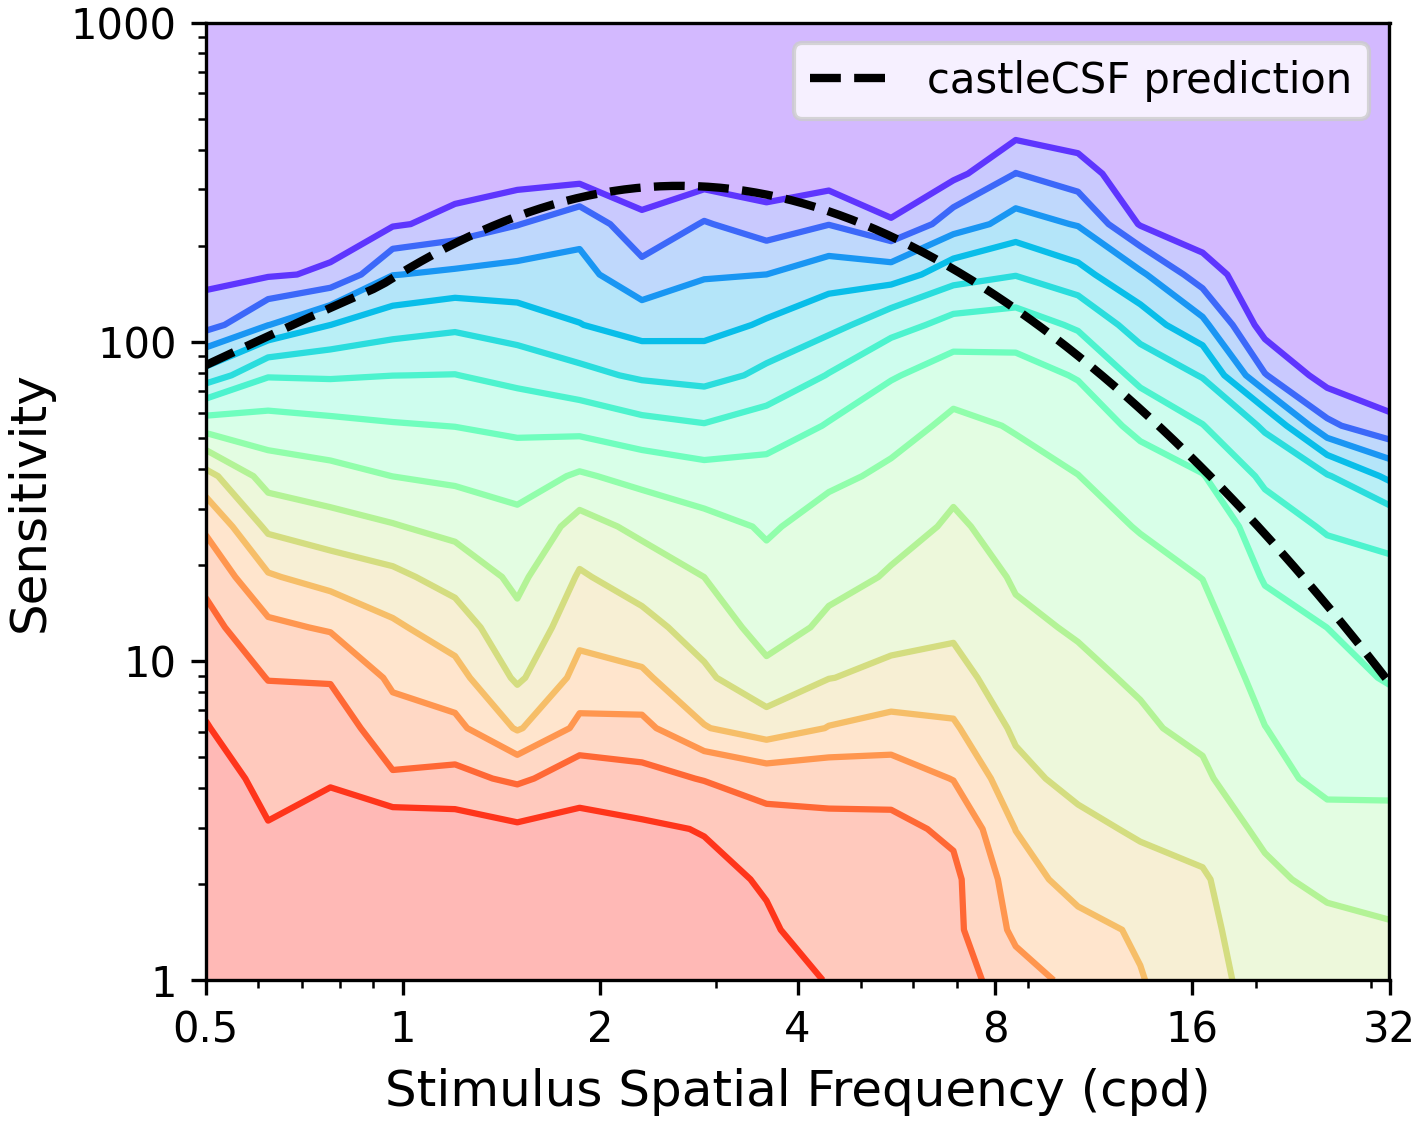 1000
castleCSF prediction
100
Sensitivity
10
1
0.5 1 2 4 8 16 32
Stimulus Spatial Frequency (cpd)